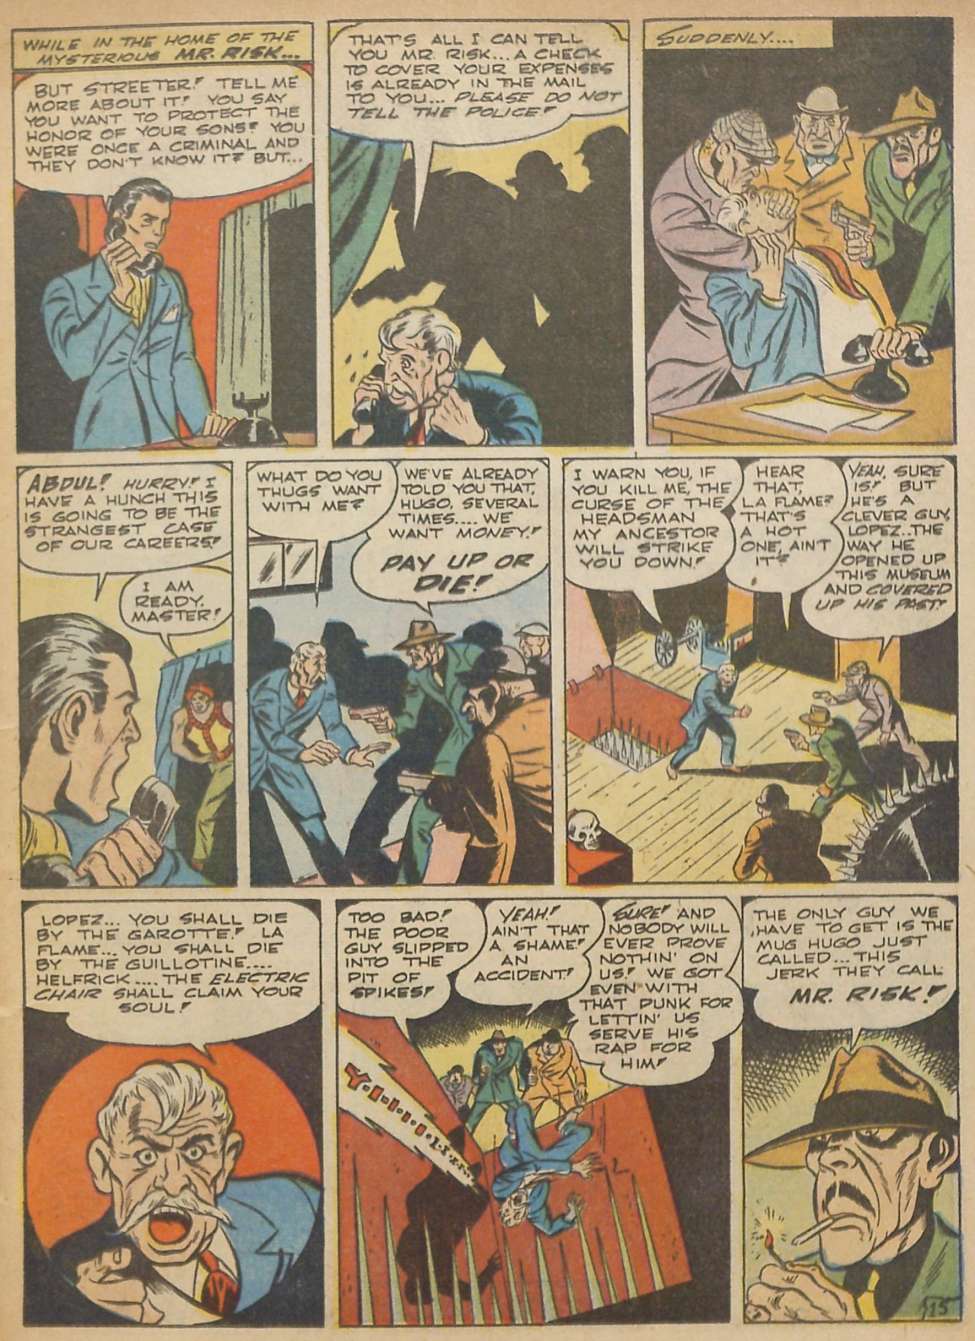 WHILE IN THE HOME OF THE
MYSTERIOUS MR. RISK...
BUT STREETER! TELL ME
MORE ABOUT IT! YOU SAY
YOU WANT TO PROTECT THE
HONOR OF YOUR SONS? YOU
WERE ONCE A CRIMINAL AND
THEY DON'T KNOW IT? BUT...
THAT'S ALL I CAN TELL
YOU MR. RISK... A CHECK
TO COVER YOUR EXPENSES
IS ALREADY IN THE MAIL
TO YOU... PLEASE DO NOT
TELL THE POLICE!
SUDDENLY....
ABDUL! HURRY! I
HAVE A HUNCH THIS
IS GOING TO BE THE
STRANGEST CASE
OF OUR CAREERS!
I AM
READY,
MASTER!
WHAT DO YOU
THUGS WANT
WITH ME?
WE'VE ALREADY
TOLD YOU THAT,
HUGO, SEVERAL
TIMES.... WE
WANT MONEY!
PAY UP OR
DIE!
I WARN YOU, IF
YOU KILL ME, THE
CURSE OF THE
HEADSMAN
MY ANCESTOR
WILL STRIKE
YOU DOWN!
HEAR
THAT,
LA FLAME?
THAT'S
A HOT
ONE, AIN'T
IT?
YEAH, SURE
IS! BUT
HE'S A
CLEVER GUY,
LOPEZ...THE
WAY HE
OPENED UP
THIS MUSEUM
AND COVERED
UP HIS PAST!
LOPEZ... YOU SHALL DIE
BY THE GAROTTE! LA
FLAME... YOU SHALL DIE
BY THE GUILLOTINE....
HELFRICK.... THE ELECTRIC
CHAIR SHALL CLAIM YOUR
SOUL!
TOO BAD!
THE POOR
GUY SLIPPED
INTO THE
PIT OF
SPIKES!
YEAH!
AIN'T THAT
A SHAME!
AN
ACCIDENT!
SURE! AND
NOBODY WILL
EVER PROVE
NOTHIN' ON
US! WE GOT
EVEN WITH
THAT PUNK FOR
LETTIN' US
SERVE HIS
RAP FOR
HIM!
THE ONLY GUY WE
HAVE TO GET IS THE
MUG HUGO JUST
CALLED... THIS
JERK THEY CALL
MR. RISK!
15